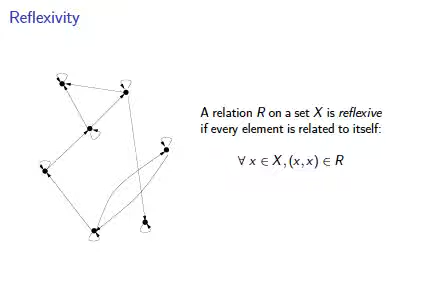 Reflexivity
A relation R on a set X is reflexive
if every element is related to itself:
∀ x ∈ X, (x, x) ∈ R